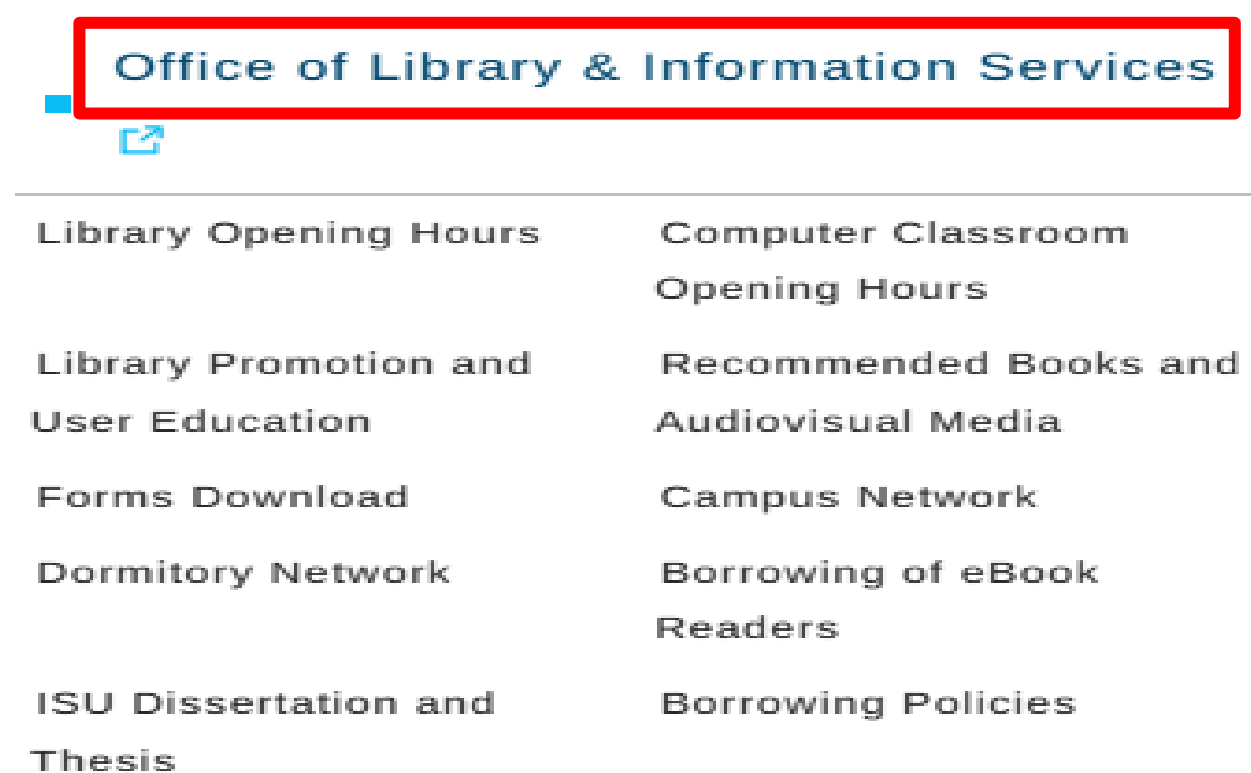 Office of Library & Information Services
Library Opening Hours
Computer Classroom
Opening Hours
Library Promotion and
User Education
Recommended Books and
Audiovisual Media
Forms Download
Campus Network
Dormitory Network
Borrowing of eBook
Readers
ISU Dissertation and
Thesis
Borrowing Policies